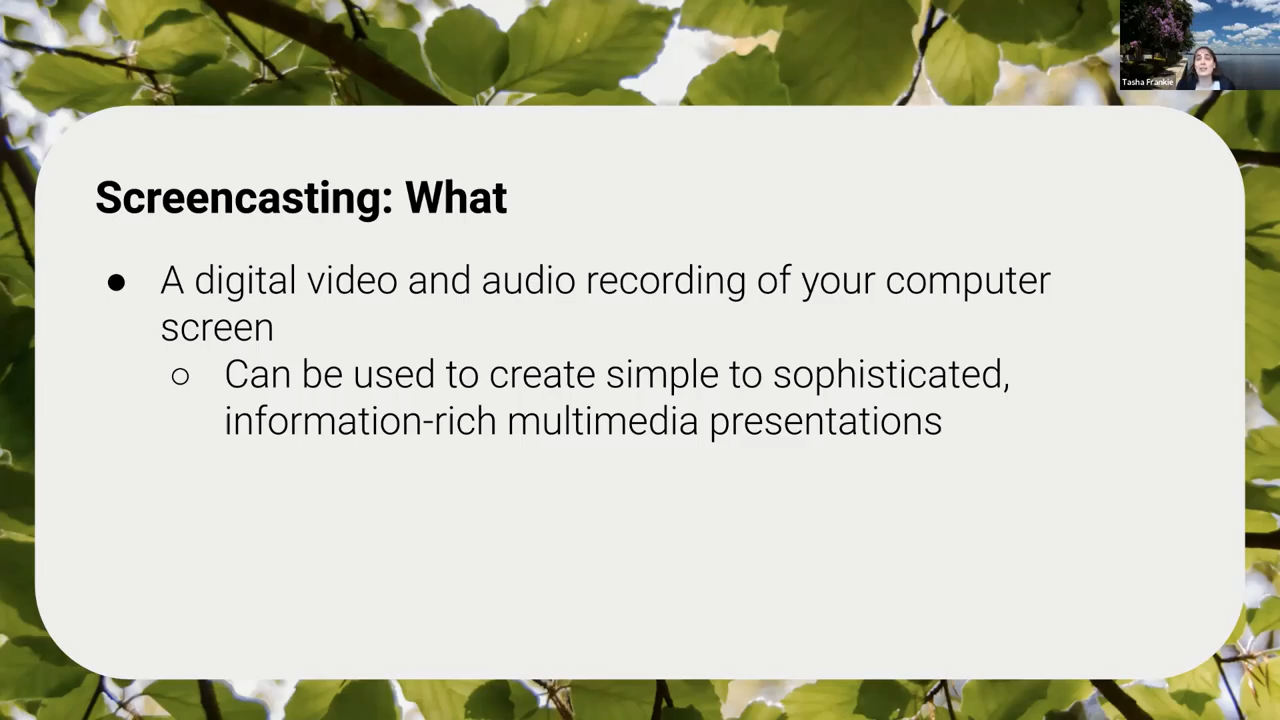 Tasha Frankie
Screencasting: What
● A digital video and audio recording of your computer
screen
○ Can be used to create simple to sophisticated,
information-rich multimedia presentations